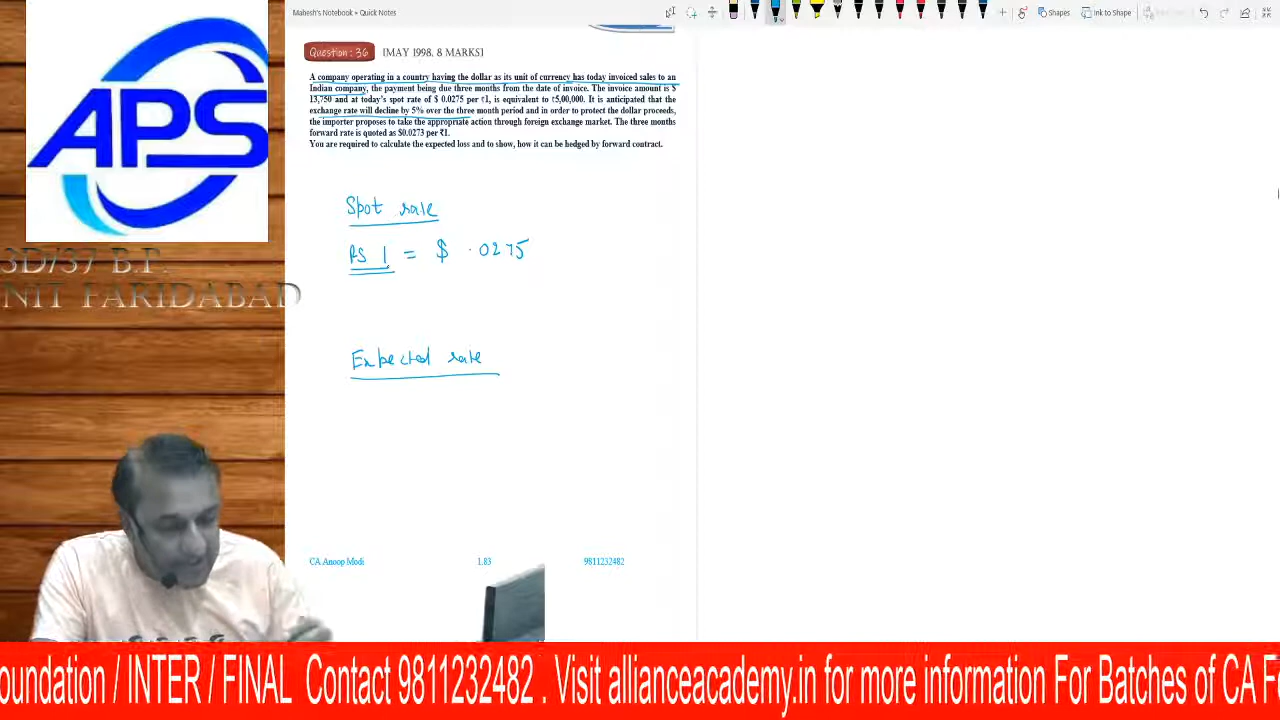 Mahesh's Notebook » Quick Notes
Shapes
Ink to Shape
Question : 36 [MAY 1998, 8 MARKS]
A company operating in a country having the dollar as its unit of currency has today invoiced sales to an
Indian company, the payment being due three months from the date of invoice. The invoice amount is $
13,750 and at today's spot rate of $ 0.0275 per ₹1, is equivalent to ₹5,00,000. It is anticipated that the
exchange rate will decline by 5% over the three month period and in order to protect the dollar proceeds,
the importer proposes to take the appropriate action through foreign exchange market. The three months
forward rate is quoted as $0.0273 per ₹1.
You are required to calculate the expected loss and to show, how it can be hedged by forward contract.
APS
3D/37 B.P.
NIT FARIDABAD
Spot rate
RS 1 = $ .0275
Expected rate
CA Anoop Modi 1.83 9811232482
oundation / INTER / FINAL Contact 9811232482 . Visit allianceacademy.in for more information For Batches of CA Fo